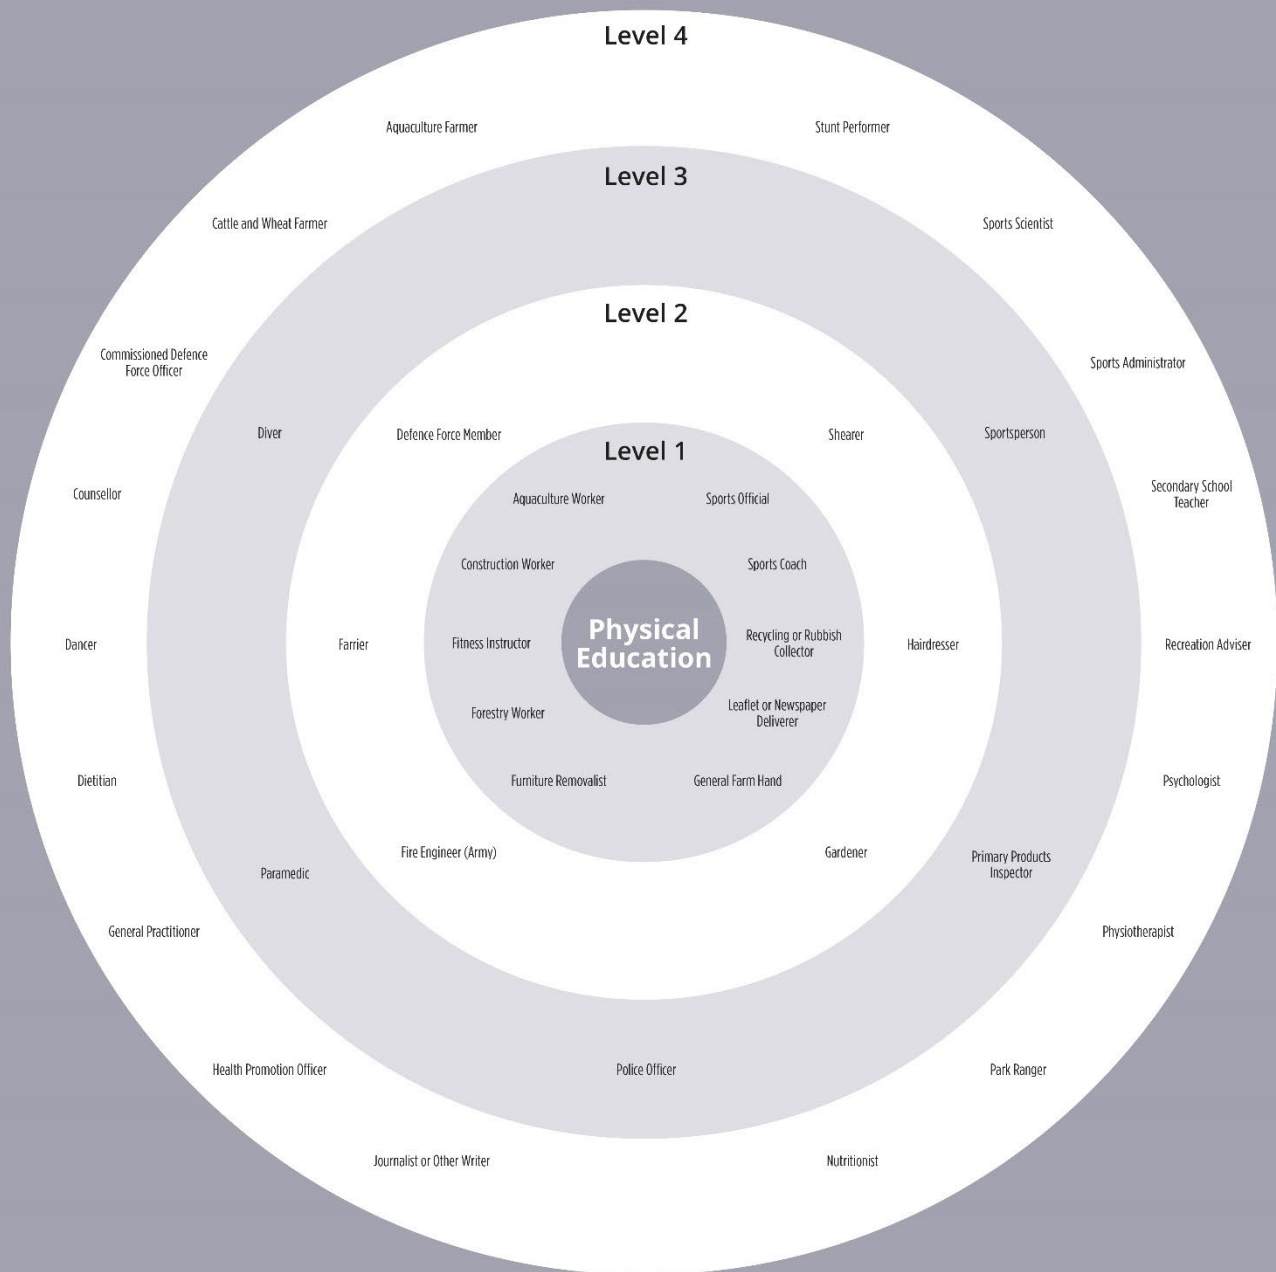 Level 4
Aquaculture Farmer
Stunt Performer
Level 3
Cattle and Wheat Farmer
Sports Scientist
Level 2
Commissioned Defence
Force Officer
Sports Administrator
Diver
Defence Force Member
Shearer
Sportsperson
Level 1
Counsellor
Aquaculture Worker
Sports Official
Secondary School
Teacher
Construction Worker
Sports Coach
Dancer
Farrier
Fitness Instructor
Physical
Education
Recycling or Rubbish
Collector
Hairdresser
Recreation Adviser
Forestry Worker
Leaflet or Newspaper
Deliverer
Dietitian
Furniture Removalist
General Farm Hand
Psychologist
Fire Engineer (Army)
Gardener
Paramedic
Primary Products
Inspector
General Practitioner
Physiotherapist
Health Promotion Officer
Police Officer
Park Ranger
Journalist or Other Writer
Nutritionist